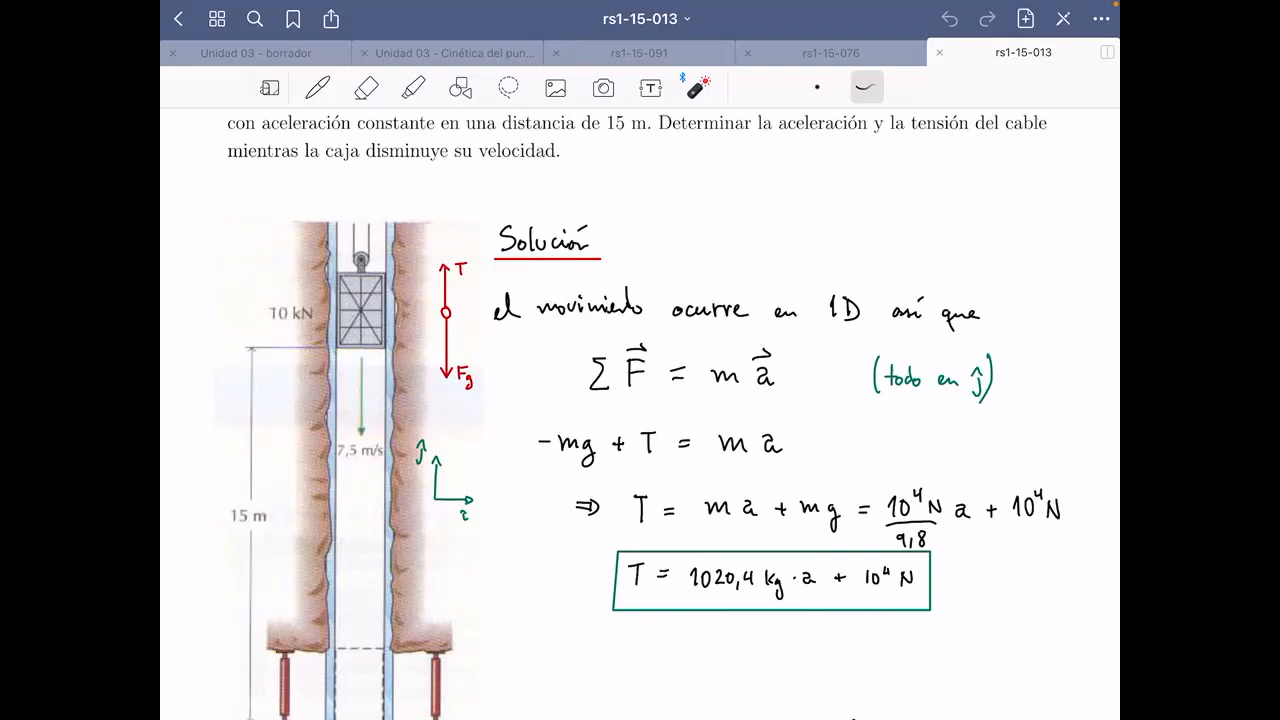 rs1-15-013
Unidad 03 - borrador
Unidad 03 - Cinética del pun...
rs1-15-091
rs1-15-076
rs1-15-013
con aceleración constante en una distancia de 15 m. Determinar la aceleración y la tensión del cable
mientras la caja disminuye su velocidad.
Solución
T
10 kN
el movimiento ocurre en 1D así que
Fg
Σ F⃗ = m a⃗ (todo en ĵ)
7,5 m/s
ĵ
-mg + T = m a
î
15 m
⇒ T = m a + mg = 10⁴ N/9,8 a + 10⁴ N
T = 1020,4 kg · a + 10⁴ N